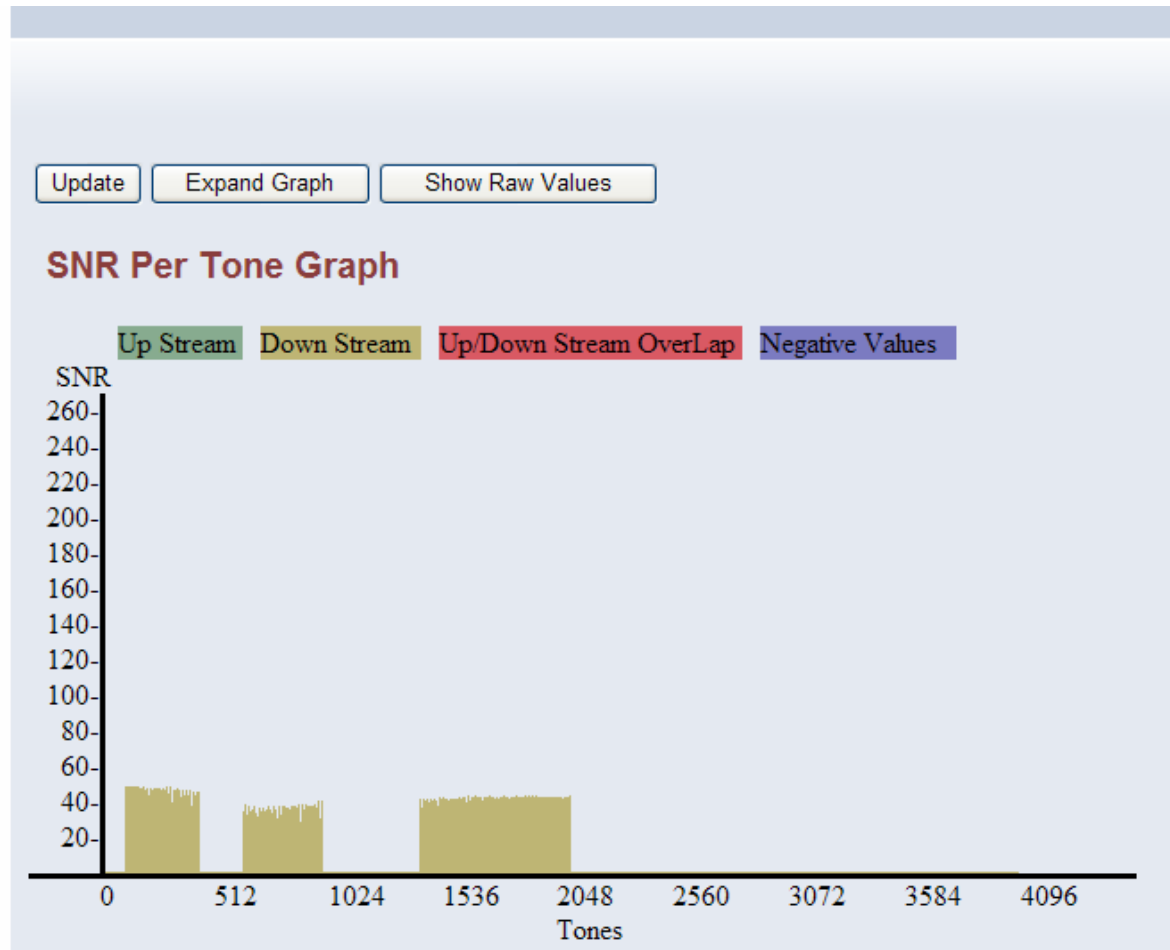 Update Expand Graph Show Raw Values
SNR Per Tone Graph
Up Stream Down Stream Up/Down Stream OverLap Negative Values
SNR
260-
240-
220-
200-
180-
160-
140-
120-
100-
80-
60-
40-
20-
0 512 1024 1536 2048 2560 3072 3584 4096
Tones